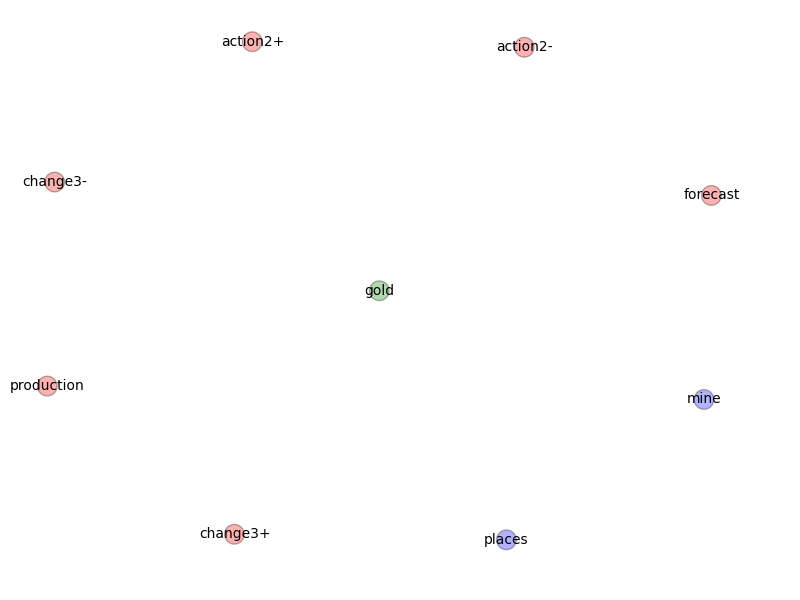 action2+
action2-
change3-
forecast
gold
production
mine
change3+
places